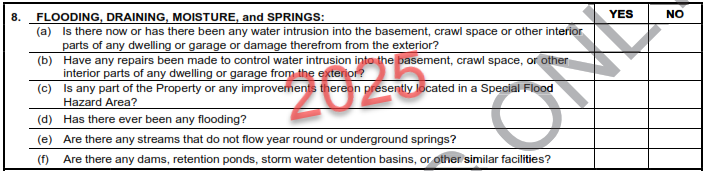 8. FLOODING, DRAINING, MOISTURE, and SPRINGS: YES NO
(a) Is there now or has there been any water intrusion into the basement, crawl space or other interior
parts of any dwelling or garage or damage therefrom from the exterior?
(b) Have any repairs been made to control water intrusion into the basement, crawl space, or other
interior parts of any dwelling or garage from the exterior?
(c) Is any part of the Property or any improvements thereon presently located in a Special Flood
Hazard Area?
(d) Has there ever been any flooding?
(e) Are there any streams that do not flow year round or underground springs?
(f) Are there any dams, retention ponds, storm water detention basins, or other similar facilities?
2025
ONL